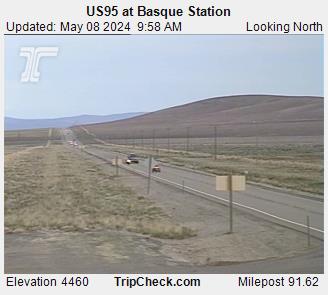 US95 at Basque Station
Updated: May 08 2024 9:58 AM Looking North
Elevation 4460 TripCheck.com Milepost 91.62